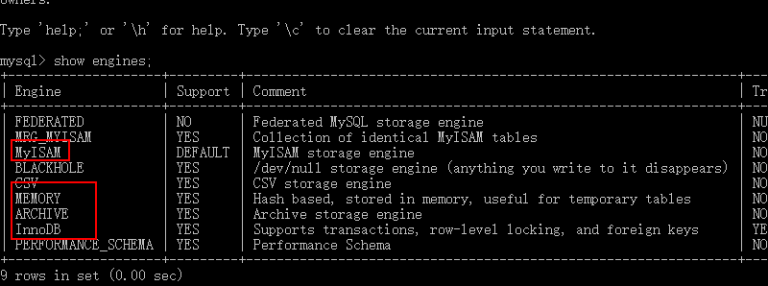 owners.
Type 'help;' or '\h' for help. Type '\c' to clear the current input statement.
mysql> show engines;
| Engine | Support | Comment | Tr
| FEDERATED | NO | Federated MySQL storage engine | NU
| MRG_MYISAM | YES | Collection of identical MyISAM tables | NO
| MyISAM | DEFAULT | MyISAM storage engine | NO
| BLACKHOLE | YES | /dev/null storage engine (anything you write to it disappears) | NO
| CSV | YES | CSV storage engine | NO
| MEMORY | YES | Hash based, stored in memory, useful for temporary tables | NO
| ARCHIVE | YES | Archive storage engine | NO
| InnoDB | YES | Supports transactions, row-level locking, and foreign keys | YE
| PERFORMANCE_SCHEMA | YES | Performance Schema | NO
9 rows in set (0.00 sec)